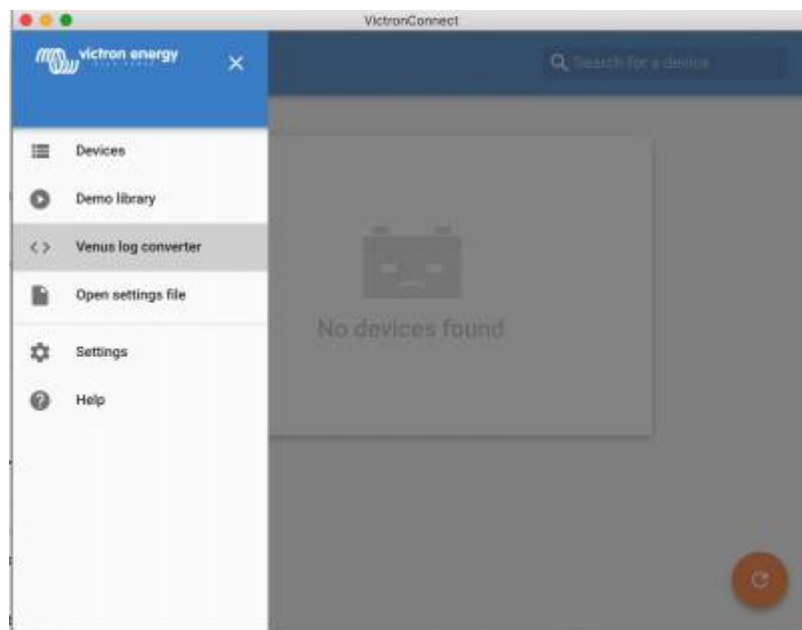 VictronConnect
victron energy
Search for a device
Devices
Demo library
Venus log converter
Open settings file
No devices found
Settings
Help